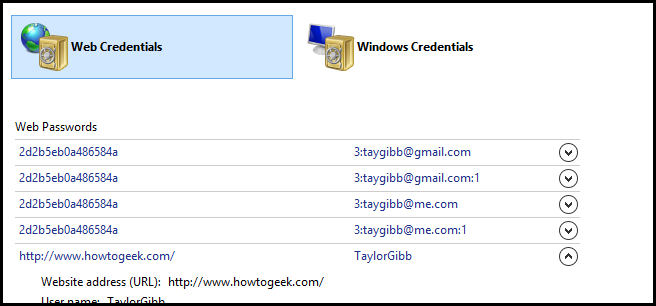 Web Credentials Windows Credentials
Web Passwords
2d2b5eb0a486584a 3:taygibb@gmail.com
2d2b5eb0a486584a 3:taygibb@gmail.com:1
2d2b5eb0a486584a 3:taygibb@me.com
2d2b5eb0a486584a 3:taygibb@me.com:1
http://www.howtogeek.com/ TaylorGibb
Website address (URL): http://www.howtogeek.com/
User name: TaylorGibb